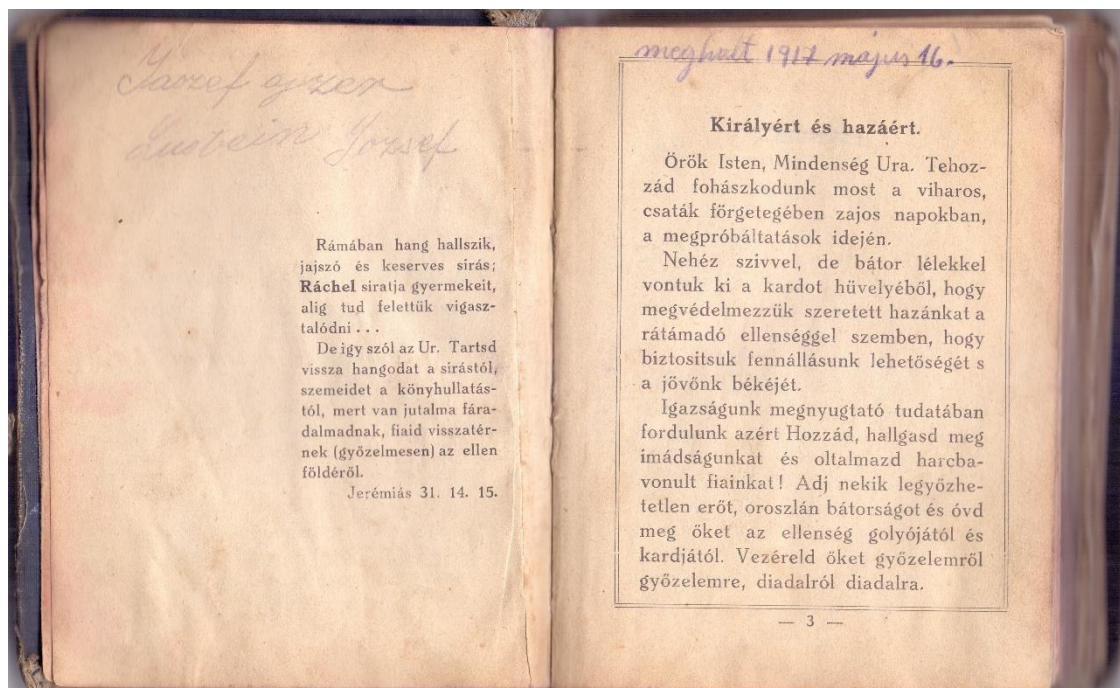 József
József
Rámában hang hallszik,
jajszó és keserves sírás;
Ráchel siratja gyermekeit,
alig tud felettük vigasz-
talódni . . .
De igy szól az Ur. Tartsd
vissza hangodat a sirástól,
szemeidet a könyhullatás-
tól, mert van jutalma fára-
dalmadnak, fiaid visszatér-
nek (győzelmesen) az ellen
földéről.
Jerémiás 31. 14. 15.
meghalt 1917 május 16.
Királyért és hazáért.
Örök Isten, Mindenség Ura. Tehoz-
zád fohászkodunk most a viharos,
csaták förgetegében zajos napokban,
a megpróbáltatások idején.
Nehéz szivvel, de bátor lélekkel
vontuk ki a kardot hüvelyéből, hogy
megvédelmezzük szeretett hazánkat a
rátámadó ellenséggel szemben, hogy
biztositsuk fennállásunk lehetőségét s
a jövőnk békéjét.
Igazságunk megnyugtató tudatában
fordulunk azért Hozzád, hallgasd meg
imádságunkat és oltalmazd harcba-
vonult fiainkat! Adj nekik legyőzhe-
tetlen erőt, oroszlán bátorságot és óvd
meg őket az ellenség golyójától és
kardjától. Vezéreld őket győzelemről
győzelemre, diadalról diadalra.
— 3 —